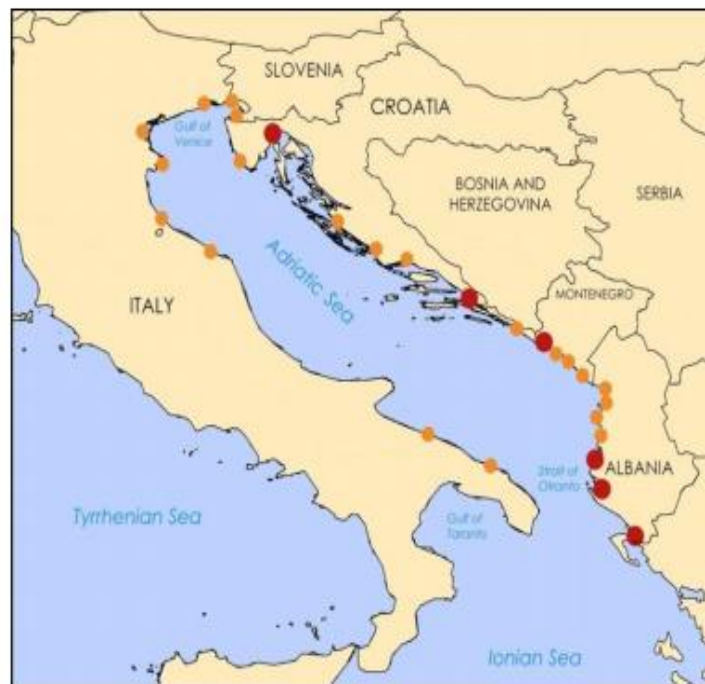 SLOVENIA
CROATIA
Gulf of
Venice
BOSNIA AND
HERZEGOVINA
SERBIA
Adriatic Sea
MONTENEGRO
ITALY
Strait of
Otranto
ALBANIA
Tyrrhenian Sea
Gulf of
Taranto
Ionian Sea